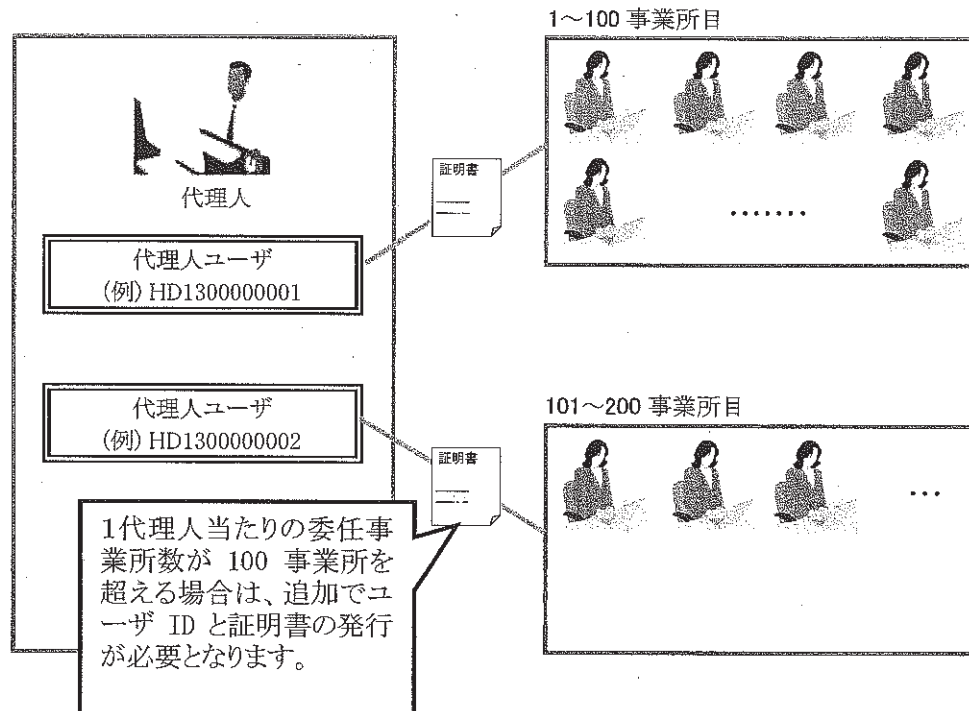 1～100 事業所目
代理人
証明書
代理人ユーザ
(例) HD1300000001
代理人ユーザ
(例) HD1300000002
証明書
101～200 事業所目
･･･････
･･･
1代理人当たりの委任事
業所数が 100 事業所を
超える場合は、追加でユ
ーザ ID と証明書の発行
が必要となります。